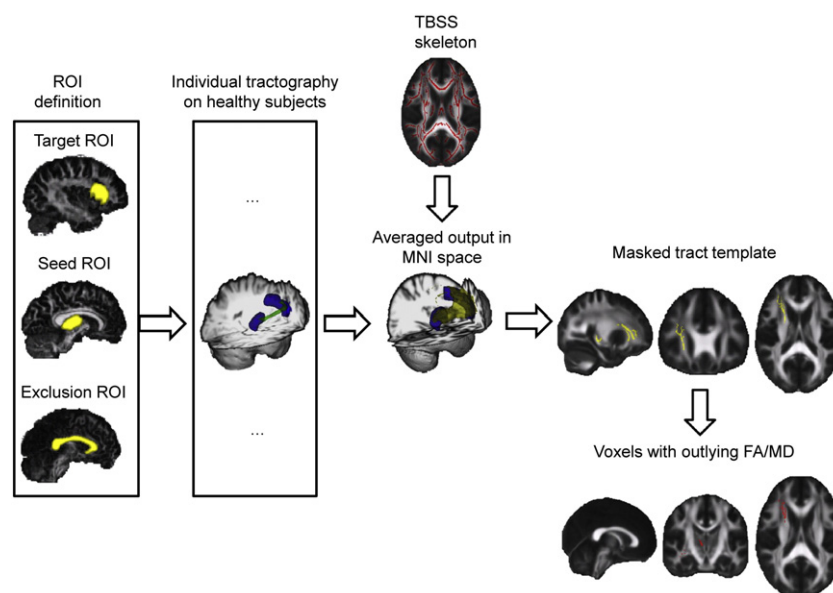 TBSS
skeleton
ROI
definition
Individual tractography
on healthy subjects
Target ROI
...
Seed ROI
Averaged output in
MNI space
Masked tract template
Exclusion ROI
...
Voxels with outlying FA/MD